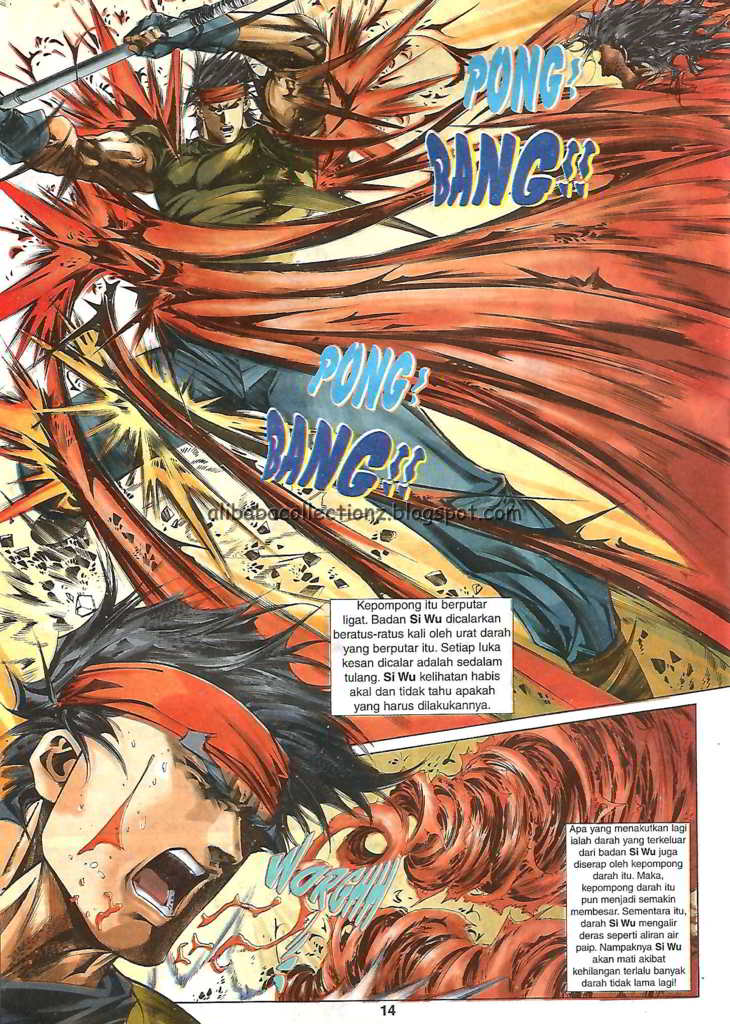 PONG!
BANG!!
PONG!
BANG!!
alibabacollectionz.blogspot.com
Kepompong itu berputar
ligat. Badan Si Wu dicalarkan
beratus-ratus kali oleh urat darah
yang berputar itu. Setiap luka
kesan dicalar adalah sedalam
tulang. Si Wu kelihatan habis
akal dan tidak tahu apakah
yang harus dilakukannya.
WORGHH!!
Apa yang menakutkan lagi
ialah darah yang terkeluar
dari badan Si Wu juga
diserap oleh kepompong
darah itu. Maka,
kepompong darah itu
pun menjadi semakin
membesar. Sementara itu,
darah Si Wu mengalir
deras seperti aliran air
paip. Nampaknya Si Wu
akan mati akibat
kehilangan terlalu banyak
darah tidak lama lagi!
14